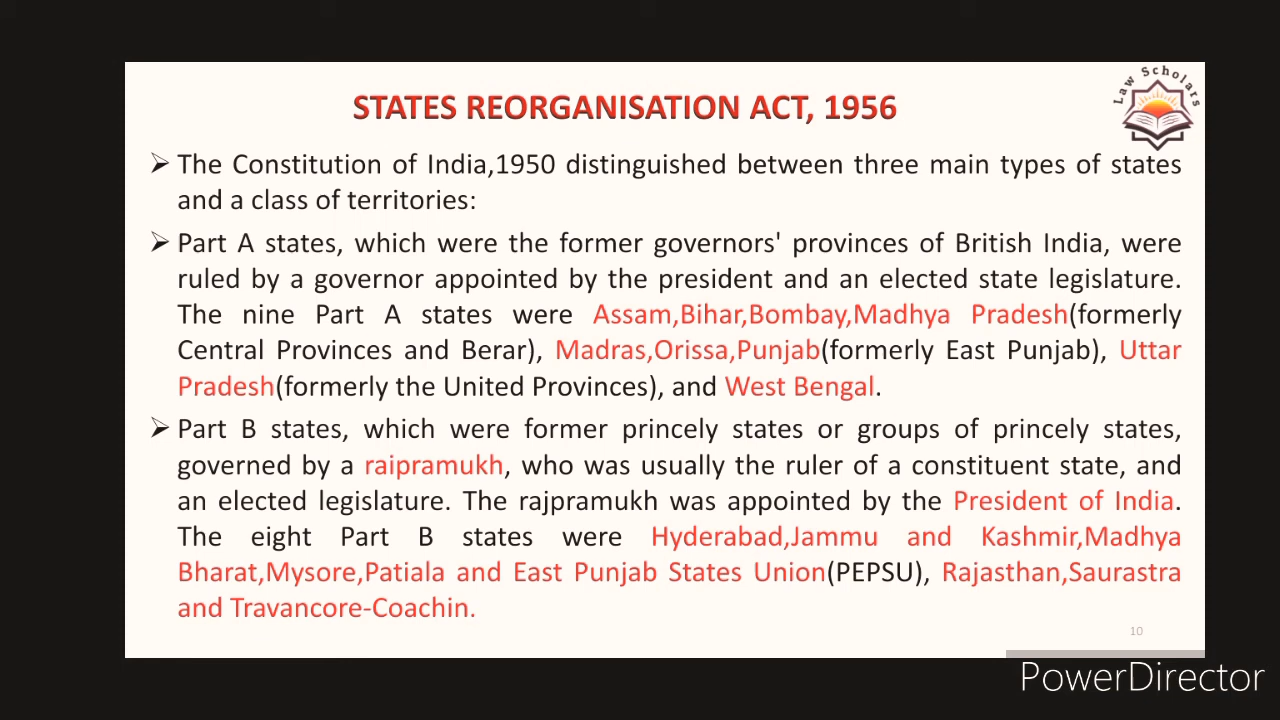 Law Scholars
STATES REORGANISATION ACT, 1956
➢ The Constitution of India,1950 distinguished between three main types of states
and a class of territories:
➢ Part A states, which were the former governors' provinces of British India, were
ruled by a governor appointed by the president and an elected state legislature.
The nine Part A states were Assam,Bihar,Bombay,Madhya Pradesh(formerly
Central Provinces and Berar), Madras,Orissa,Punjab(formerly East Punjab), Uttar
Pradesh(formerly the United Provinces), and West Bengal.
➢ Part B states, which were former princely states or groups of princely states,
governed by a raipramukh, who was usually the ruler of a constituent state, and
an elected legislature. The rajpramukh was appointed by the President of India.
The eight Part B states were Hyderabad,Jammu and Kashmir,Madhya
Bharat,Mysore,Patiala and East Punjab States Union(PEPSU), Rajasthan,Saurastra
and Travancore-Coachin.
10
PowerDirector